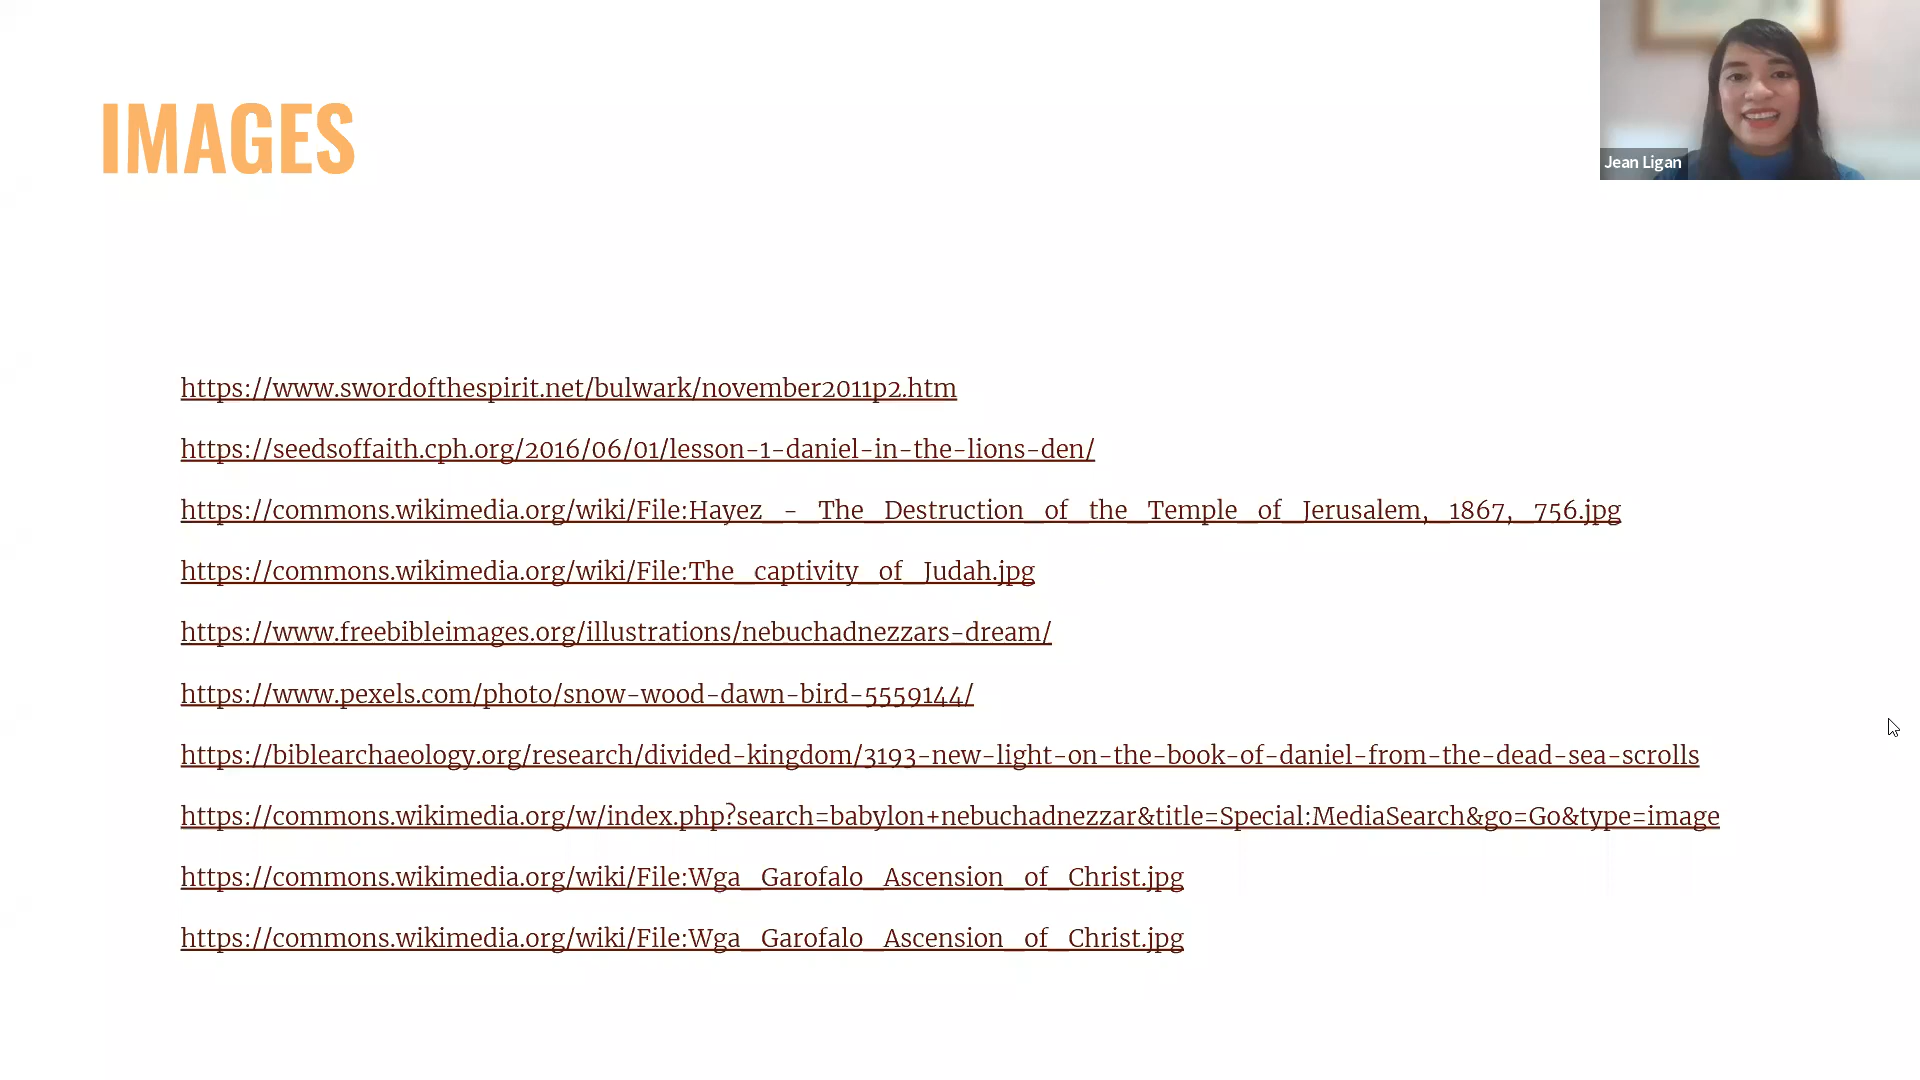 IMAGES
Jean Ligan
https://www.swordofthespirit.net/bulwark/november2011p2.htm
https://seedsoffaith.cph.org/2016/06/01/lesson-1-daniel-in-the-lions-den/
https://commons.wikimedia.org/wiki/File:Hayez_-_The_Destruction_of_the_Temple_of_Jerusalem,_1867,_756.jpg
https://commons.wikimedia.org/wiki/File:The_captivity_of_Judah.jpg
https://www.freebibleimages.org/illustrations/nebuchadnezzars-dream/
https://www.pexels.com/photo/snow-wood-dawn-bird-5559144/
https://biblearchaeology.org/research/divided-kingdom/3193-new-light-on-the-book-of-daniel-from-the-dead-sea-scrolls
https://commons.wikimedia.org/w/index.php?search=babylon+nebuchadnezzar&title=Special:MediaSearch&go=Go&type=image
https://commons.wikimedia.org/wiki/File:Wga_Garofalo_Ascension_of_Christ.jpg
https://commons.wikimedia.org/wiki/File:Wga_Garofalo_Ascension_of_Christ.jpg